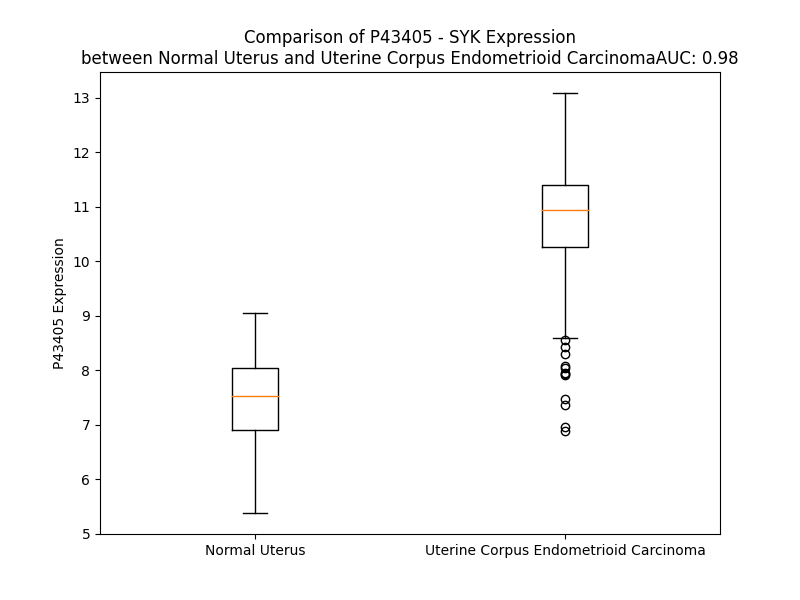 Comparison of P43405 - SYK Expression
between Normal Uterus and Uterine Corpus Endometrioid CarcinomaAUC: 0.98
P43405 Expression
13
12
11
10
9
8
7
6
5
Normal Uterus
Uterine Corpus Endometrioid Carcinoma